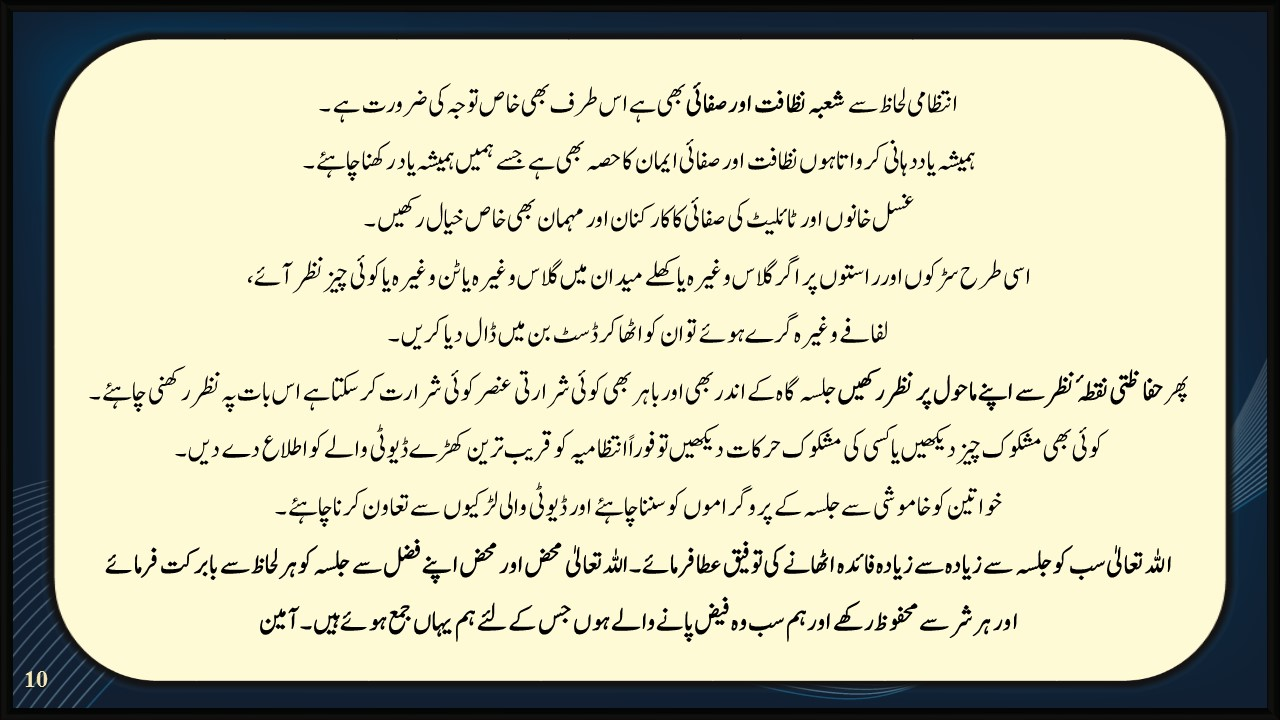 انتظامی لحاظ سے شعبہ نظافت اور صفائی بھی ہے اس طرف بھی خاص توجہ کی ضرورت ہے ۔
ہمیشہ یاددہانی کرواتاہوں نظافت اور صفائی ایمان کا حصہ بھی ہے جسے ہمیں ہمیشہ یاد رکھنا چاہئے ۔
غسل خانوں اور ٹائلیٹ کی صفائی کا کارکنان اور مہمان بھی خاص خیال رکھیں ۔
اسی طرح سڑکوں اور راستوں پر اگر گلاس وغیرہ یا کھلے میدان میں گلاس وغیرہ یا ٹن وغیرہ یا کوئی چیز نظر آئے،
لفافے وغیرہ گرے ہوئے تو ان کو اٹھا کر ڈسٹ بن میں ڈال دیا کریں ۔
پھر حفاظتی نقطۂ نظر سے اپنے ماحول پر نظر رکھیں جلسہ گاہ کے اندر بھی اور باہر بھی کوئی شرارتی عنصر کوئی شرارت کر سکتا ہے اس بات پہ نظر رکھنی چاہئے ۔
کوئی بھی مشکوک چیز دیکھیں یا کسی کی مشکوک حرکات دیکھیں تو فوراً انتظامیہ کو قریب ترین کھڑے ڈیوٹی والے کو اطلاع دے دیں ۔
خواتین کو خاموشی سے جلسہ کے پروگراموں کو سننا چاہئے اور ڈیوٹی والی لڑکیوں سے تعاون کرنا چاہئے ۔
اللہ تعالیٰ سب کو جلسہ سے زیادہ سے زیادہ فائدہ اٹھانے کی توفیق عطا فرمائے ۔ اللہ تعالیٰ محض اور محض اپنے فضل سے جلسہ کو ہر لحاظ سے بابرکت فرمائے
اور ہر شر سے محفوظ رکھے اور ہم سب وہ فیض پانے والے ہوں جس کے لئے ہم یہاں جمع ہوئے ہیں ۔ آمین
10